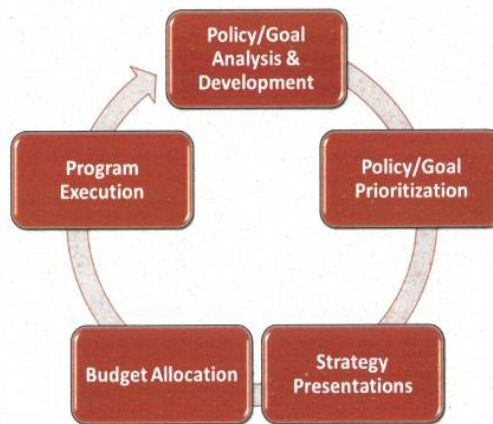 Policy/Goal
Analysis &
Development
Policy/Goal
Prioritization
Strategy
Presentations
Budget Allocation
Program
Execution